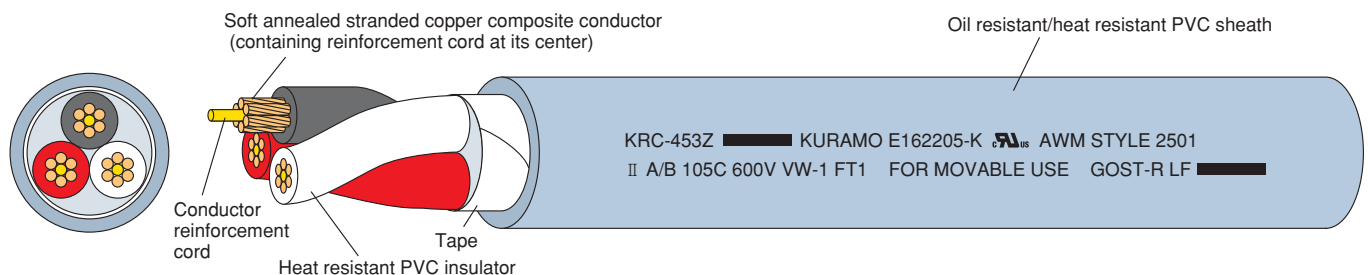 Soft annealed stranded copper composite conductor
(containing reinforcement cord at its center)
Oil resistant/heat resistant PVC sheath
KRC-453Z KURAMO E162205-K c RU us AWM STYLE 2501
II A/B 105C 600V VW-1 FT1 FOR MOVABLE USE GOST-R LF
Conductor
reinforcement
cord
Tape
Heat resistant PVC insulator